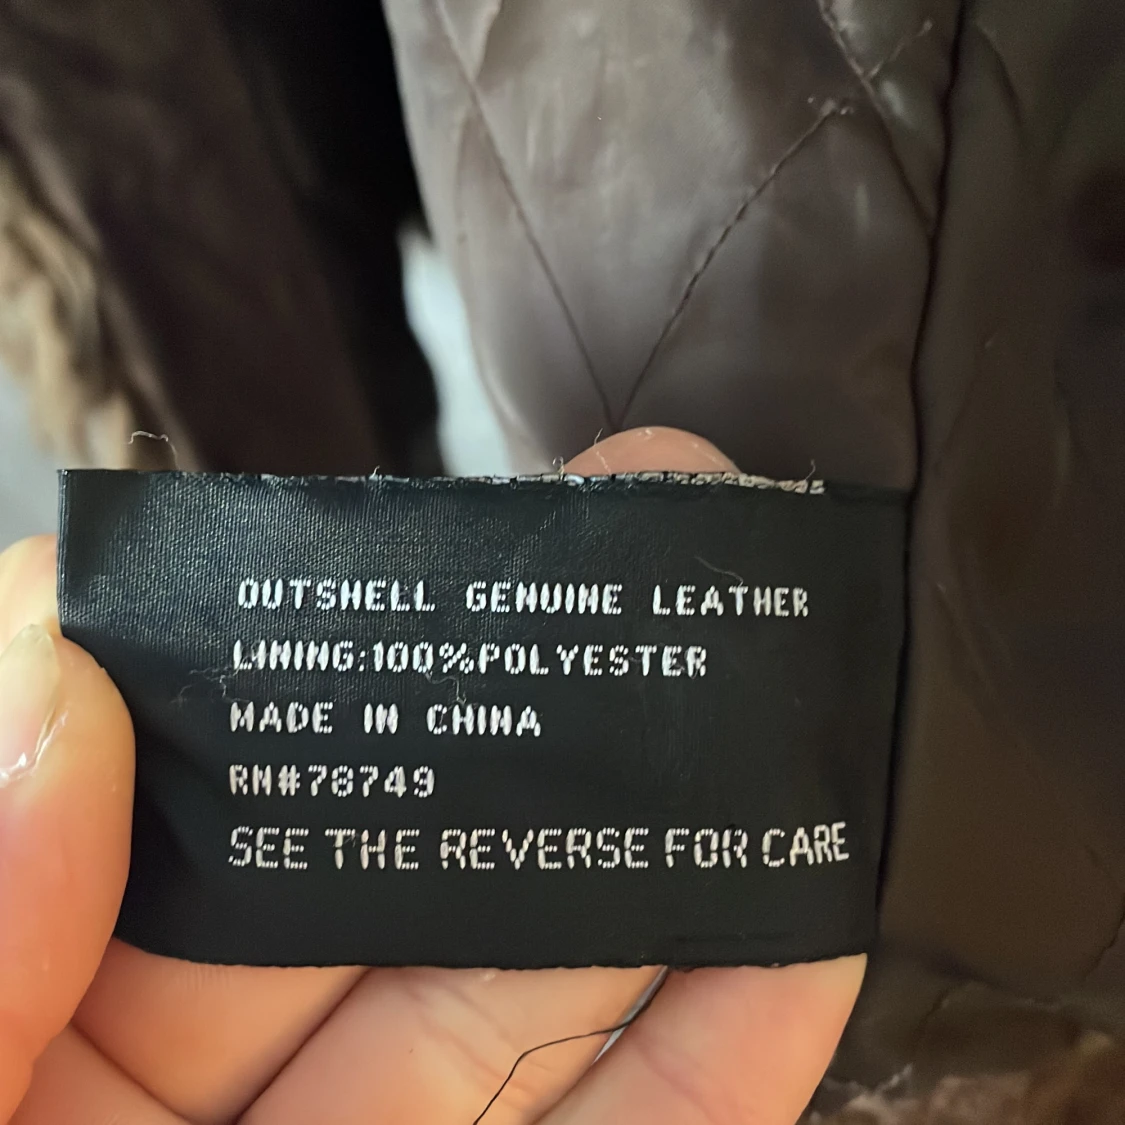 OUTSHELL GENUINE LEATHER
LINING:100%POLYESTER
MADE IN CHINA
RN#78749
SEE THE REVERSE FOR CARE